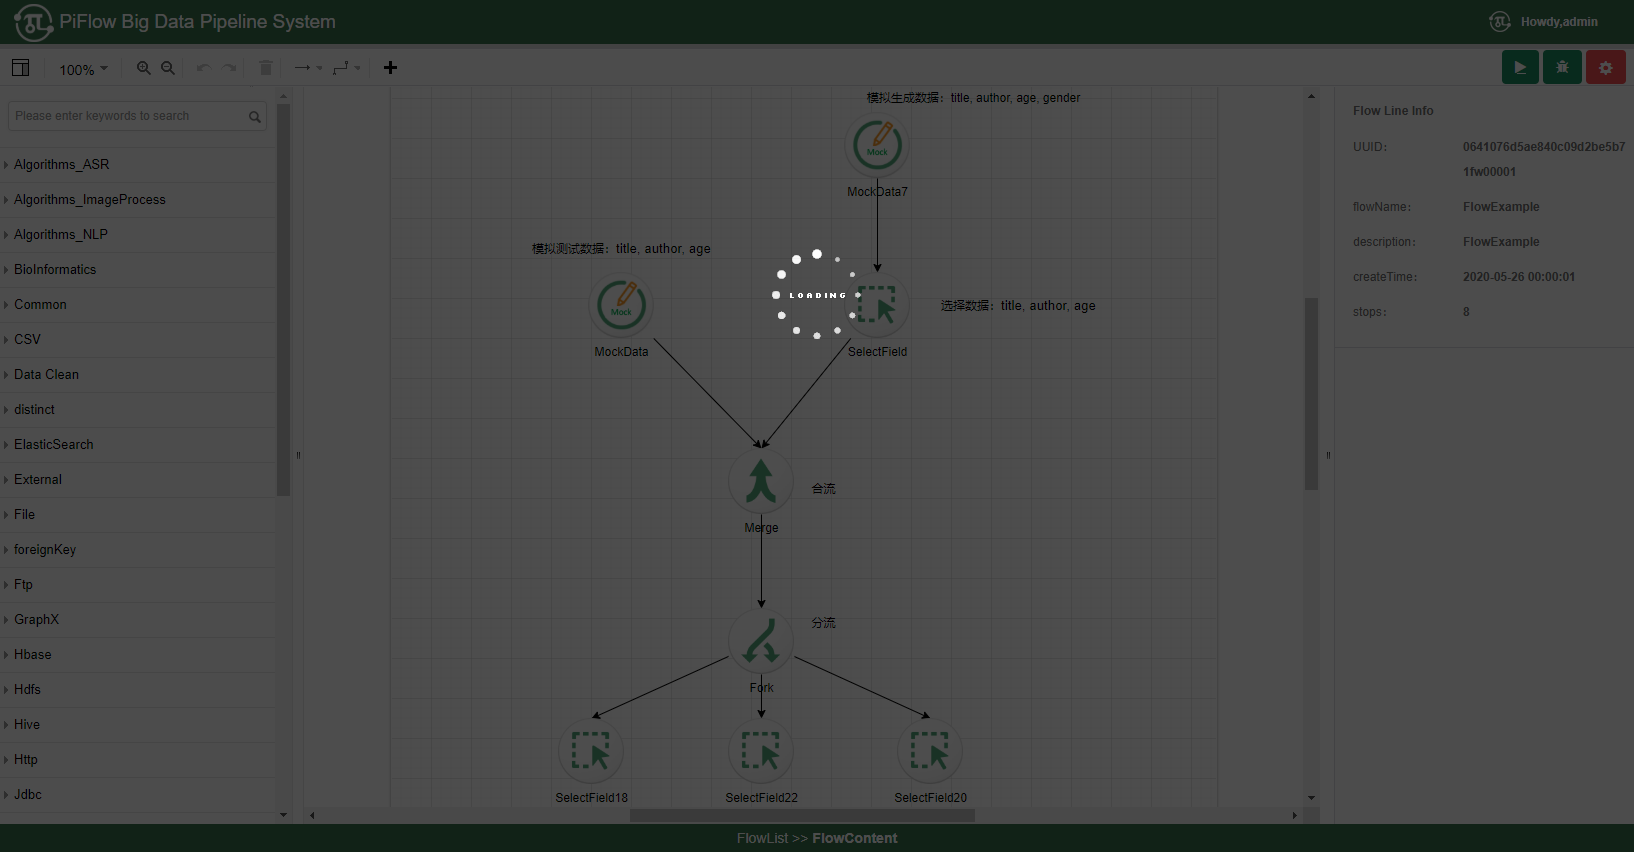 PiFlow Big Data Pipeline System
Howdy,admin
100%
Please enter keywords to search
Algorithms_ASR
Algorithms_ImageProcess
Algorithms_NLP
BioInformatics
Common
CSV
Data Clean
distinct
ElasticSearch
External
File
foreignKey
Ftp
GraphX
Hbase
Hdfs
Hive
Http
Jdbc
模拟生成数据：title, author, age, gender
Mock
MockData7
模拟测试数据：title, author, age
Mock
MockData
LOADING
选择数据：title, author, age
SelectField
合流
Merge
分流
Fork
SelectField18
SelectField22
SelectField20
Flow Line Info
UUID：
0641076d5ae840c09d2be5b7
1fw00001
flowName：
FlowExample
description：
FlowExample
createTime：
2020-05-26 00:00:01
stops：
8
FlowList >> FlowContent